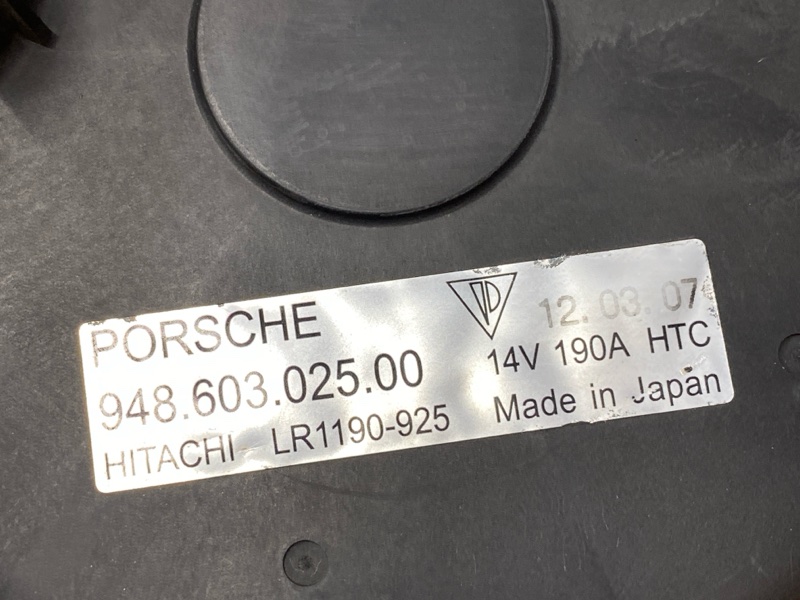 PORSCHE
948.603.025.00
HITACHI LR1190-925
12.03.07
14V 190A HTC
Made in Japan